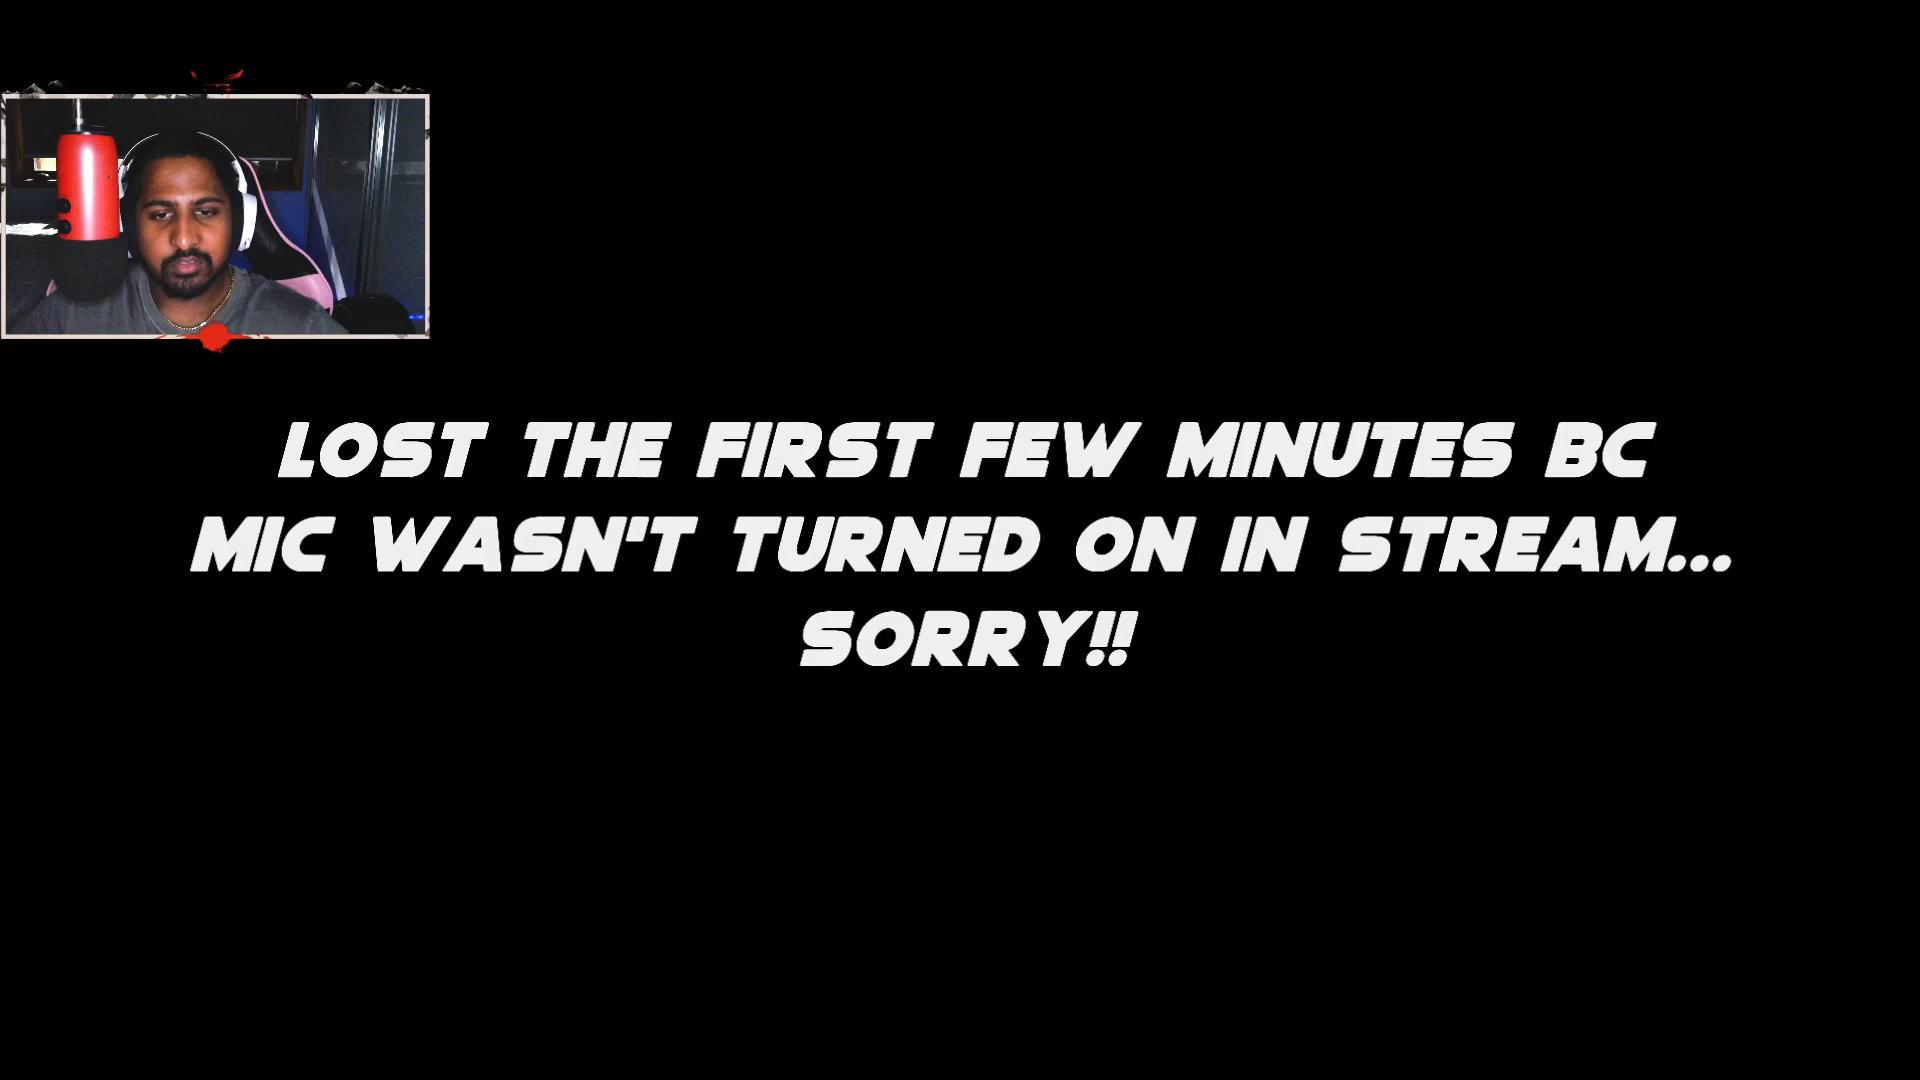 LOST THE FIRST FEW MINUTES BC
MIC WASN'T TURNED ON IN STREAM...
SORRY!!